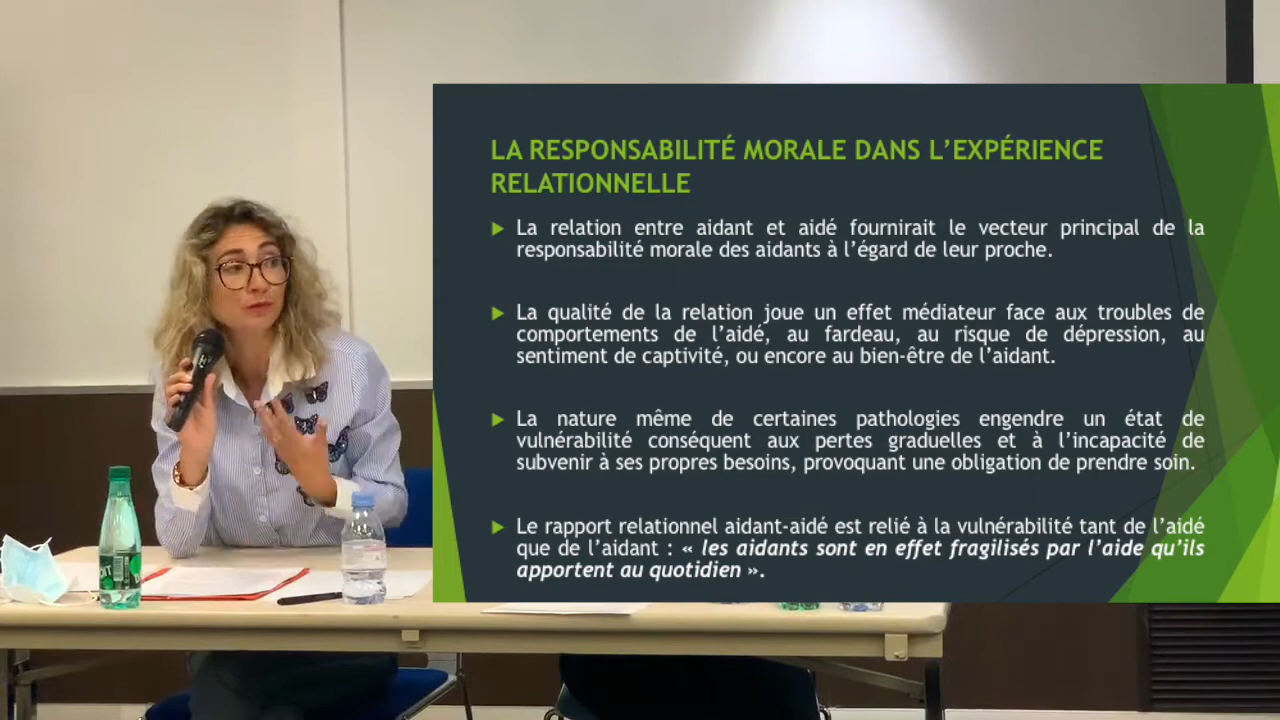 LA RESPONSABILITÉ MORALE DANS L’EXPÉRIENCE
RELATIONNELLE
La relation entre aidant et aidé fournirait le vecteur principal de la
responsabilité morale des aidants à l’égard de leur proche.
La qualité de la relation joue un effet médiateur face aux troubles de
comportements de l’aidé, au fardeau, au risque de dépression, au
sentiment de captivité, ou encore au bien-être de l’aidant.
La nature même de certaines pathologies engendre un état de
vulnérabilité conséquent aux pertes graduelles et à l’incapacité de
subvenir à ses propres besoins, provoquant une obligation de prendre soin.
Le rapport relationnel aidant-aidé est relié à la vulnérabilité tant de l’aidé
que de l’aidant : « les aidants sont en effet fragilisés par l’aide qu’ils
apportent au quotidien ».